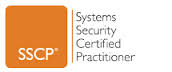 SSCP®
Systems
Security
Certified
Practitioner